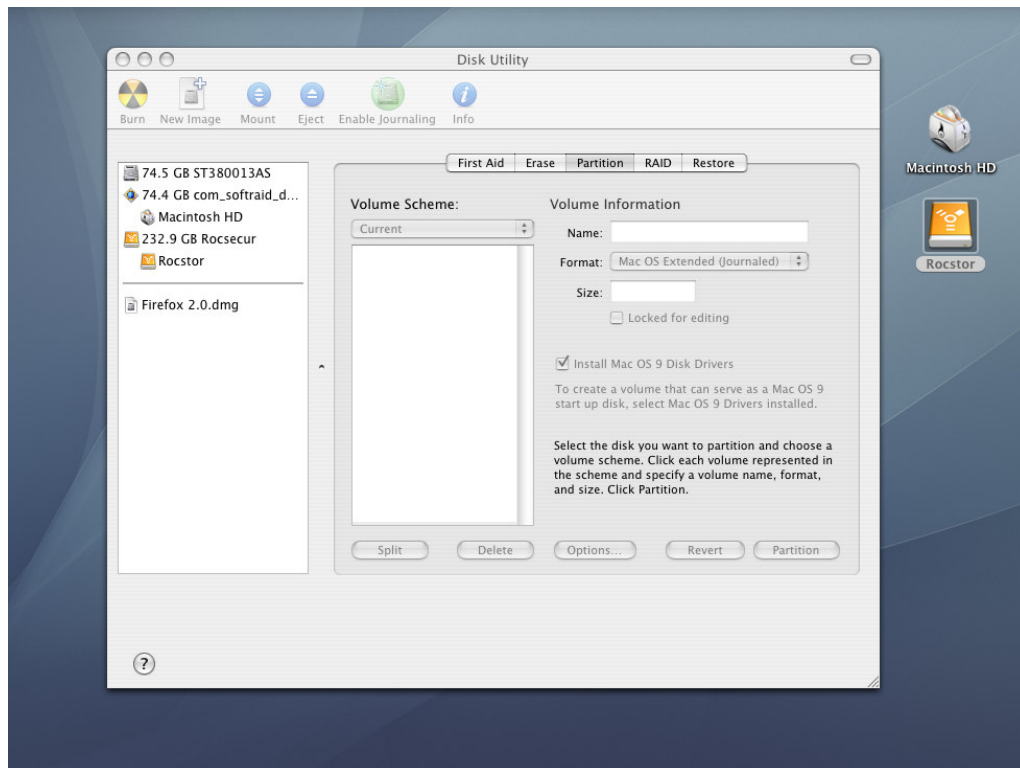 Disk Utility
Burn New Image Mount Eject Enable Journaling Info
74.5 GB ST380013AS
74.4 GB com_softraid_d...
Macintosh HD
232.9 GB Rocsecur
Rocstor
Firefox 2.0.dmg
First Aid Erase Partition RAID Restore
Volume Scheme:
Current
Volume Information
Name:
Format: Mac OS Extended (Journaled)
Size:
Locked for editing
Install Mac OS 9 Disk Drivers
To create a volume that can serve as a Mac OS 9
start up disk, select Mac OS 9 Drivers installed.
Select the disk you want to partition and choose a
volume scheme. Click each volume represented in
the scheme and specify a volume name, format,
and size. Click Partition.
Split Delete Options... Revert Partition
?
Macintosh HD
Rocstor